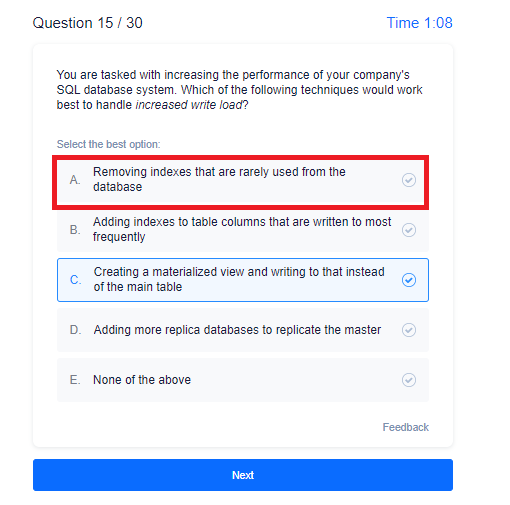 Question 15 / 30
Time 1:08
You are tasked with increasing the performance of your company's
SQL database system. Which of the following techniques would work
best to handle increased write load?
Select the best option:
A. Removing indexes that are rarely used from the
database
B. Adding indexes to table columns that are written to most
frequently
C. Creating a materialized view and writing to that instead
of the main table
D. Adding more replica databases to replicate the master
E. None of the above
Feedback
Next